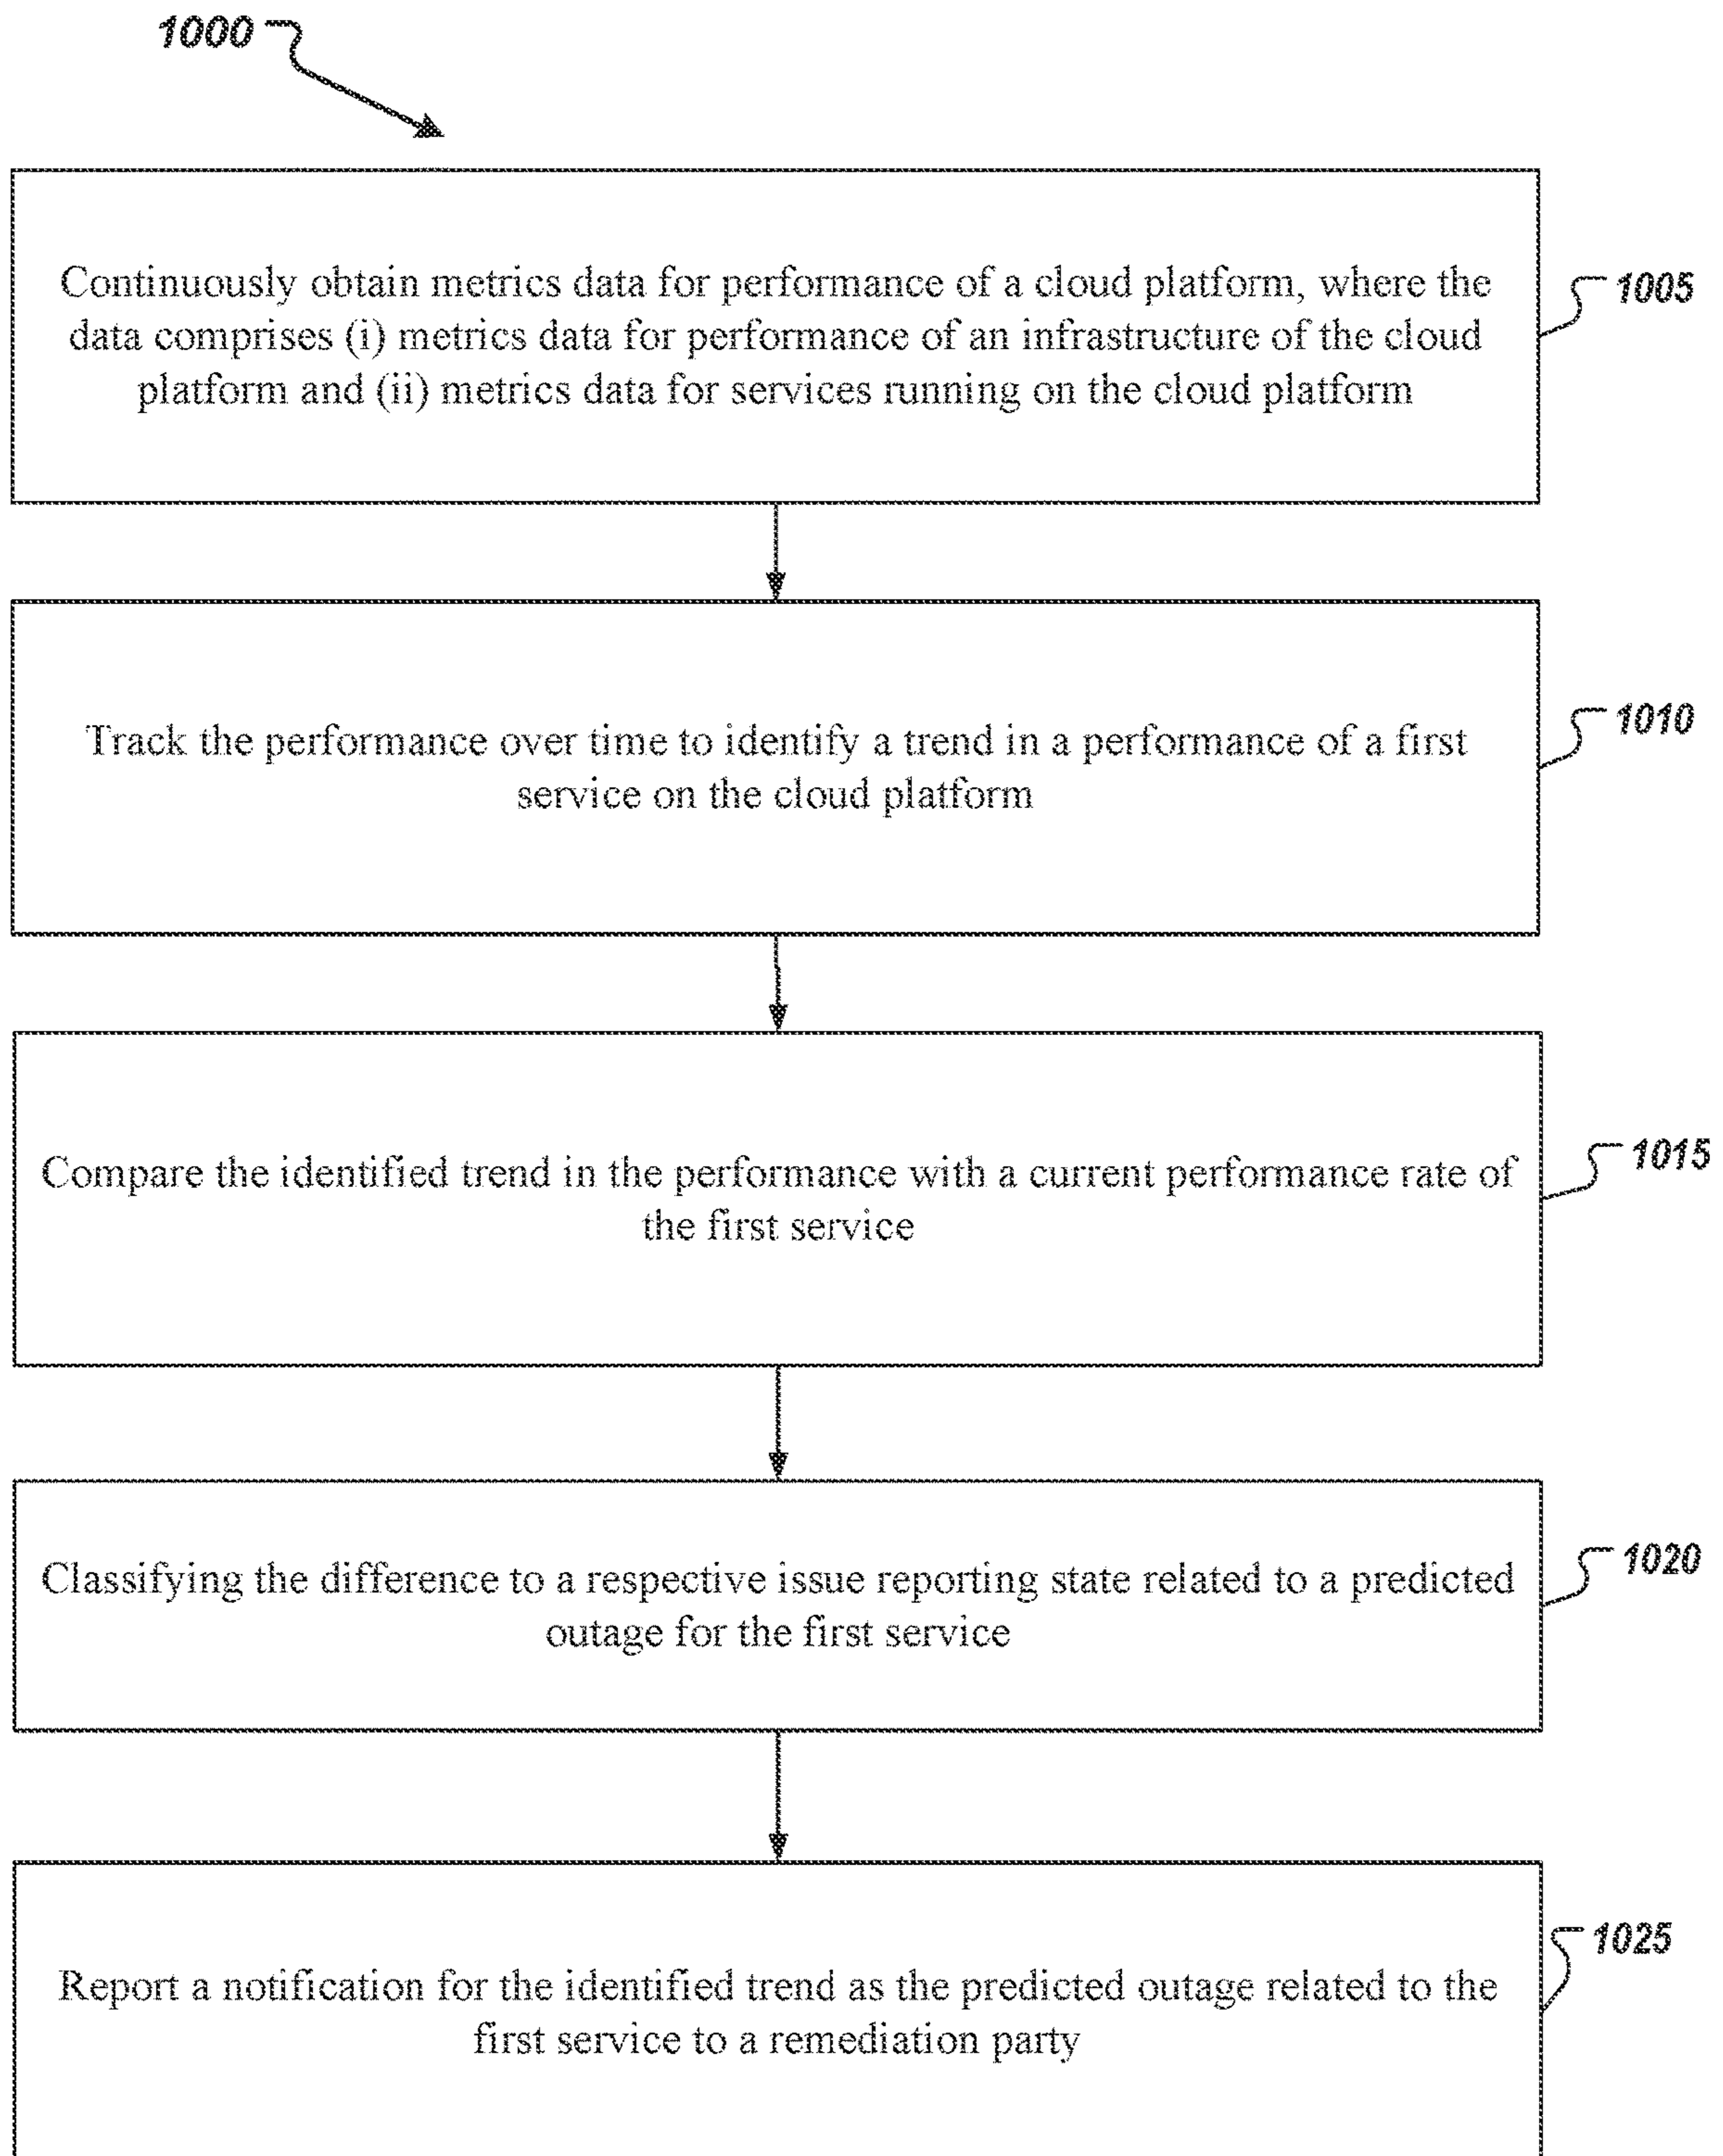 1000
Continuously obtain metrics data for performance of a cloud platform, where the
1005
data comprises (i) metrics data for performance of an infrastructure of the cloud
platform and (ii) metrics data for services running on the cloud platform
Track the performance over time to identify a trend in a performance of a first
1010
service on the cloud platform
Compare the identified trend in the performance with a current performance rate of
1015
the first service
Classifying the difference to a respective issue reporting state related to a predicted
1020
outage for the first service
Report a notification for the identified trend as the predicted outage related to the
1025
first service to a remediation party